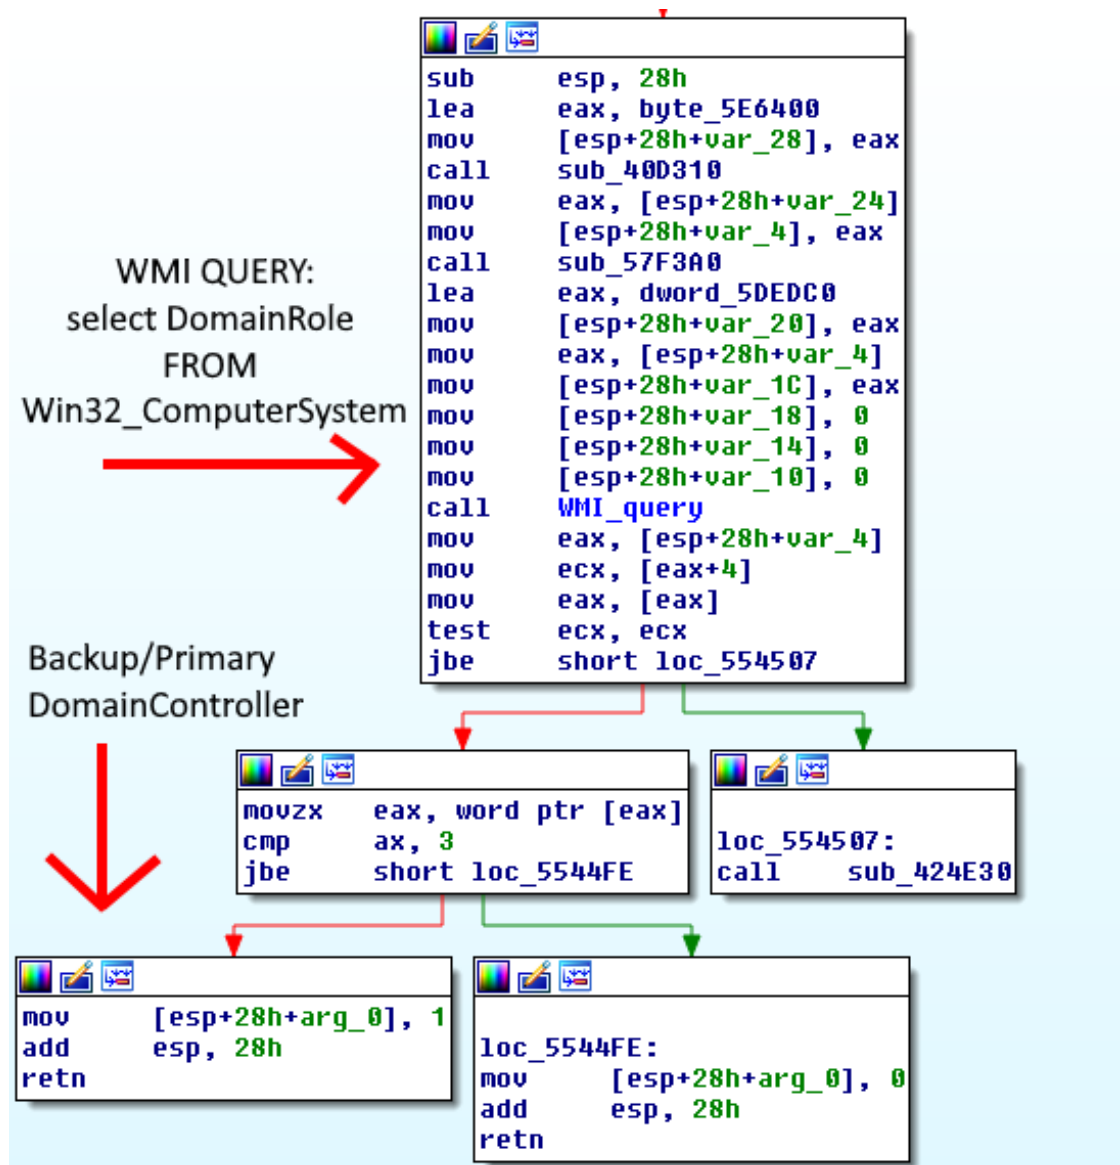 sub esp, 28h
lea eax, byte_5E6400
mov [esp+28h+var_28], eax
call sub_40D310
mov eax, [esp+28h+var_24]
mov [esp+28h+var_4], eax
call sub_57F3A0
lea eax, dword_5DEDC0
mov [esp+28h+var_20], eax
mov eax, [esp+28h+var_4]
mov [esp+28h+var_1C], eax
mov [esp+28h+var_18], 0
mov [esp+28h+var_14], 0
mov [esp+28h+var_10], 0
call WMI_query
mov eax, [esp+28h+var_4]
mov ecx, [eax+4]
mov eax, [eax]
test ecx, ecx
jbe short loc_554507
WMI QUERY:
select DomainRole
FROM
Win32_ComputerSystem
Backup/Primary
DomainController
movzx eax, word ptr [eax]
cmp ax, 3
jbe short loc_5544FE
loc_554507:
call sub_424E30
mov [esp+28h+arg_0], 1
add esp, 28h
retn
loc_5544FE:
mov [esp+28h+arg_0], 0
add esp, 28h
retn